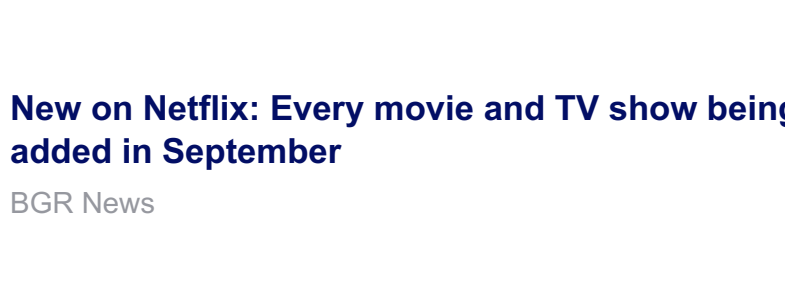 New on Netflix: Every movie and TV show being
added in September
BGR News